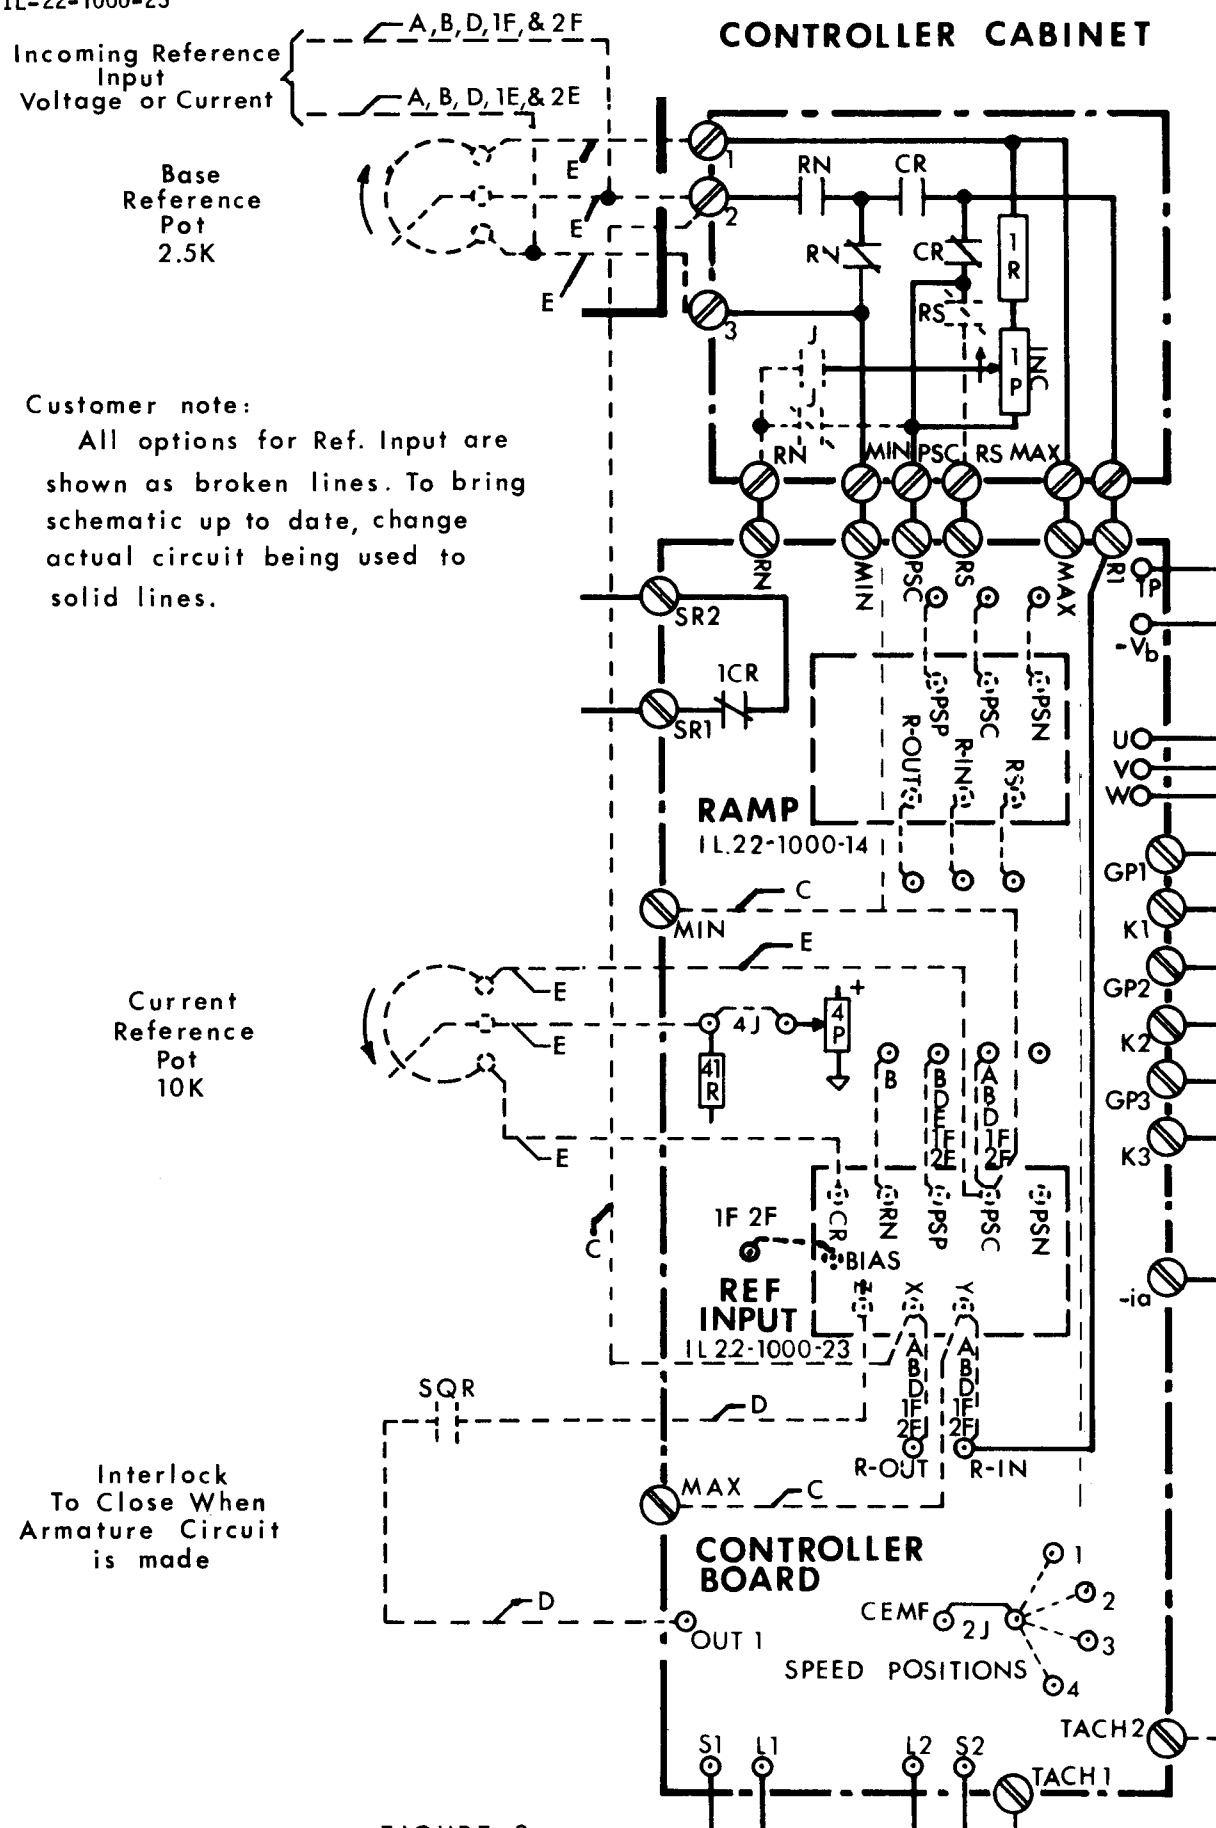 IL-22-1000-23
A, B, D, 1F, & 2F
CONTROLLER CABINET
Incoming Reference
Input
Voltage or Current
A, B, D, 1E, & 2E
Base
Reference
Pot
2.5K
E
E
E
1
2
3
RN
CR
RN
CR
RS
1R
1P
INC
J
J
RN
MIN
PSC
RS
MAX
Customer note:
All options for Ref. Input are
shown as broken lines. To bring
schematic up to date, change
actual circuit being used to
solid lines.
RN
MIN
PSC
RS
MAX
R1
1P
-Vb
SR2
1CR
SR1
PSP
PSC
PSN
R-OUT
R-IN
RS
U
V
W
RAMP
IL.22-1000-14
GP1
K1
GP2
K2
GP3
K3
-ia
MIN
C
E
Current
Reference
Pot
10K
E
E
E
4J
4P
+
41R
B
B D E 1F 2F
A B D 1F 2F
CR
RN
PSP
PSC
PSN
1F 2F
BIAS
C
REF
INPUT
IL22-1000-23
Z
X
Y
A B D 1F 2F
A B D 1F 2F
R-OUT
R-IN
SQR
D
Interlock
To Close When
Armature Circuit
is made
MAX
C
CONTROLLER
BOARD
D
OUT 1
CEMF
2J
1
2
3
4
SPEED POSITIONS
TACH2
S1
L1
L2
S2
TACH1